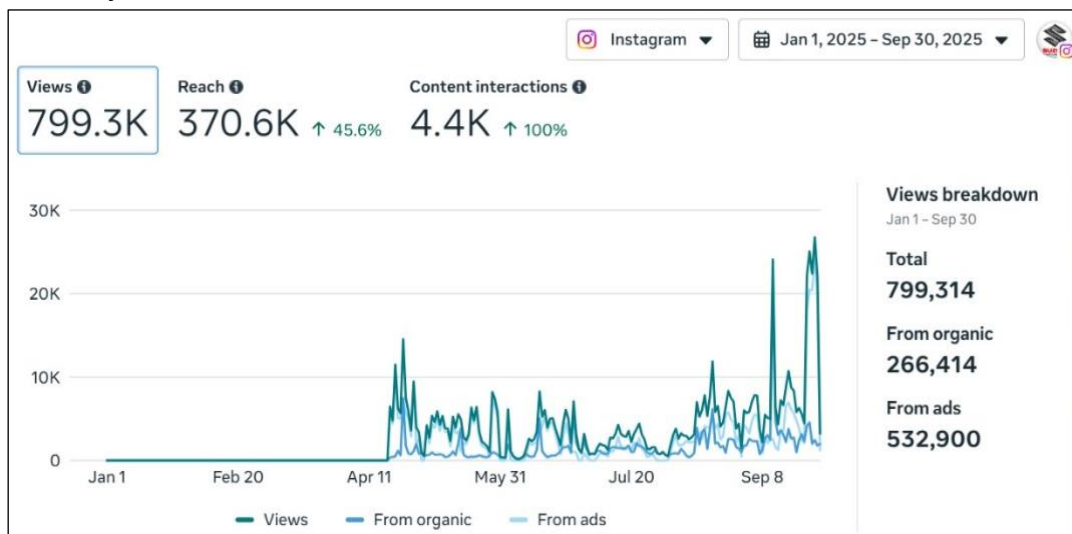 Instagram
Jan 1, 2025 – Sep 30, 2025
Views
799.3K
Reach
370.6K ↑ 45.6%
Content interactions
4.4K ↑ 100%
30K
20K
10K
0
Jan 1
Feb 20
Apr 11
May 31
Jul 20
Sep 8
Views
From organic
From ads
Views breakdown
Jan 1 – Sep 30
Total
799,314
From organic
266,414
From ads
532,900